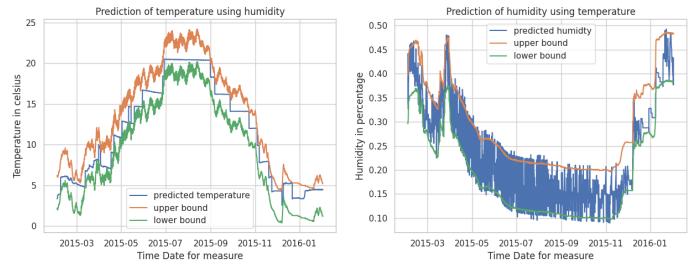 Prediction of temperature using humidity
Temperature in celsius
25
20
15
10
5
0
predicted temperature
upper bound
lower bound
2015-03 2015-05 2015-07 2015-09 2015-11 2016-01
Time Date for measure
Prediction of humidity using temperature
Humidity in percentage
0.50
0.45
0.40
0.35
0.30
0.25
0.20
0.15
0.10
predicted humidty
upper bound
lower bound
2015-03 2015-05 2015-07 2015-09 2015-11 2016-01
Time Date for measure